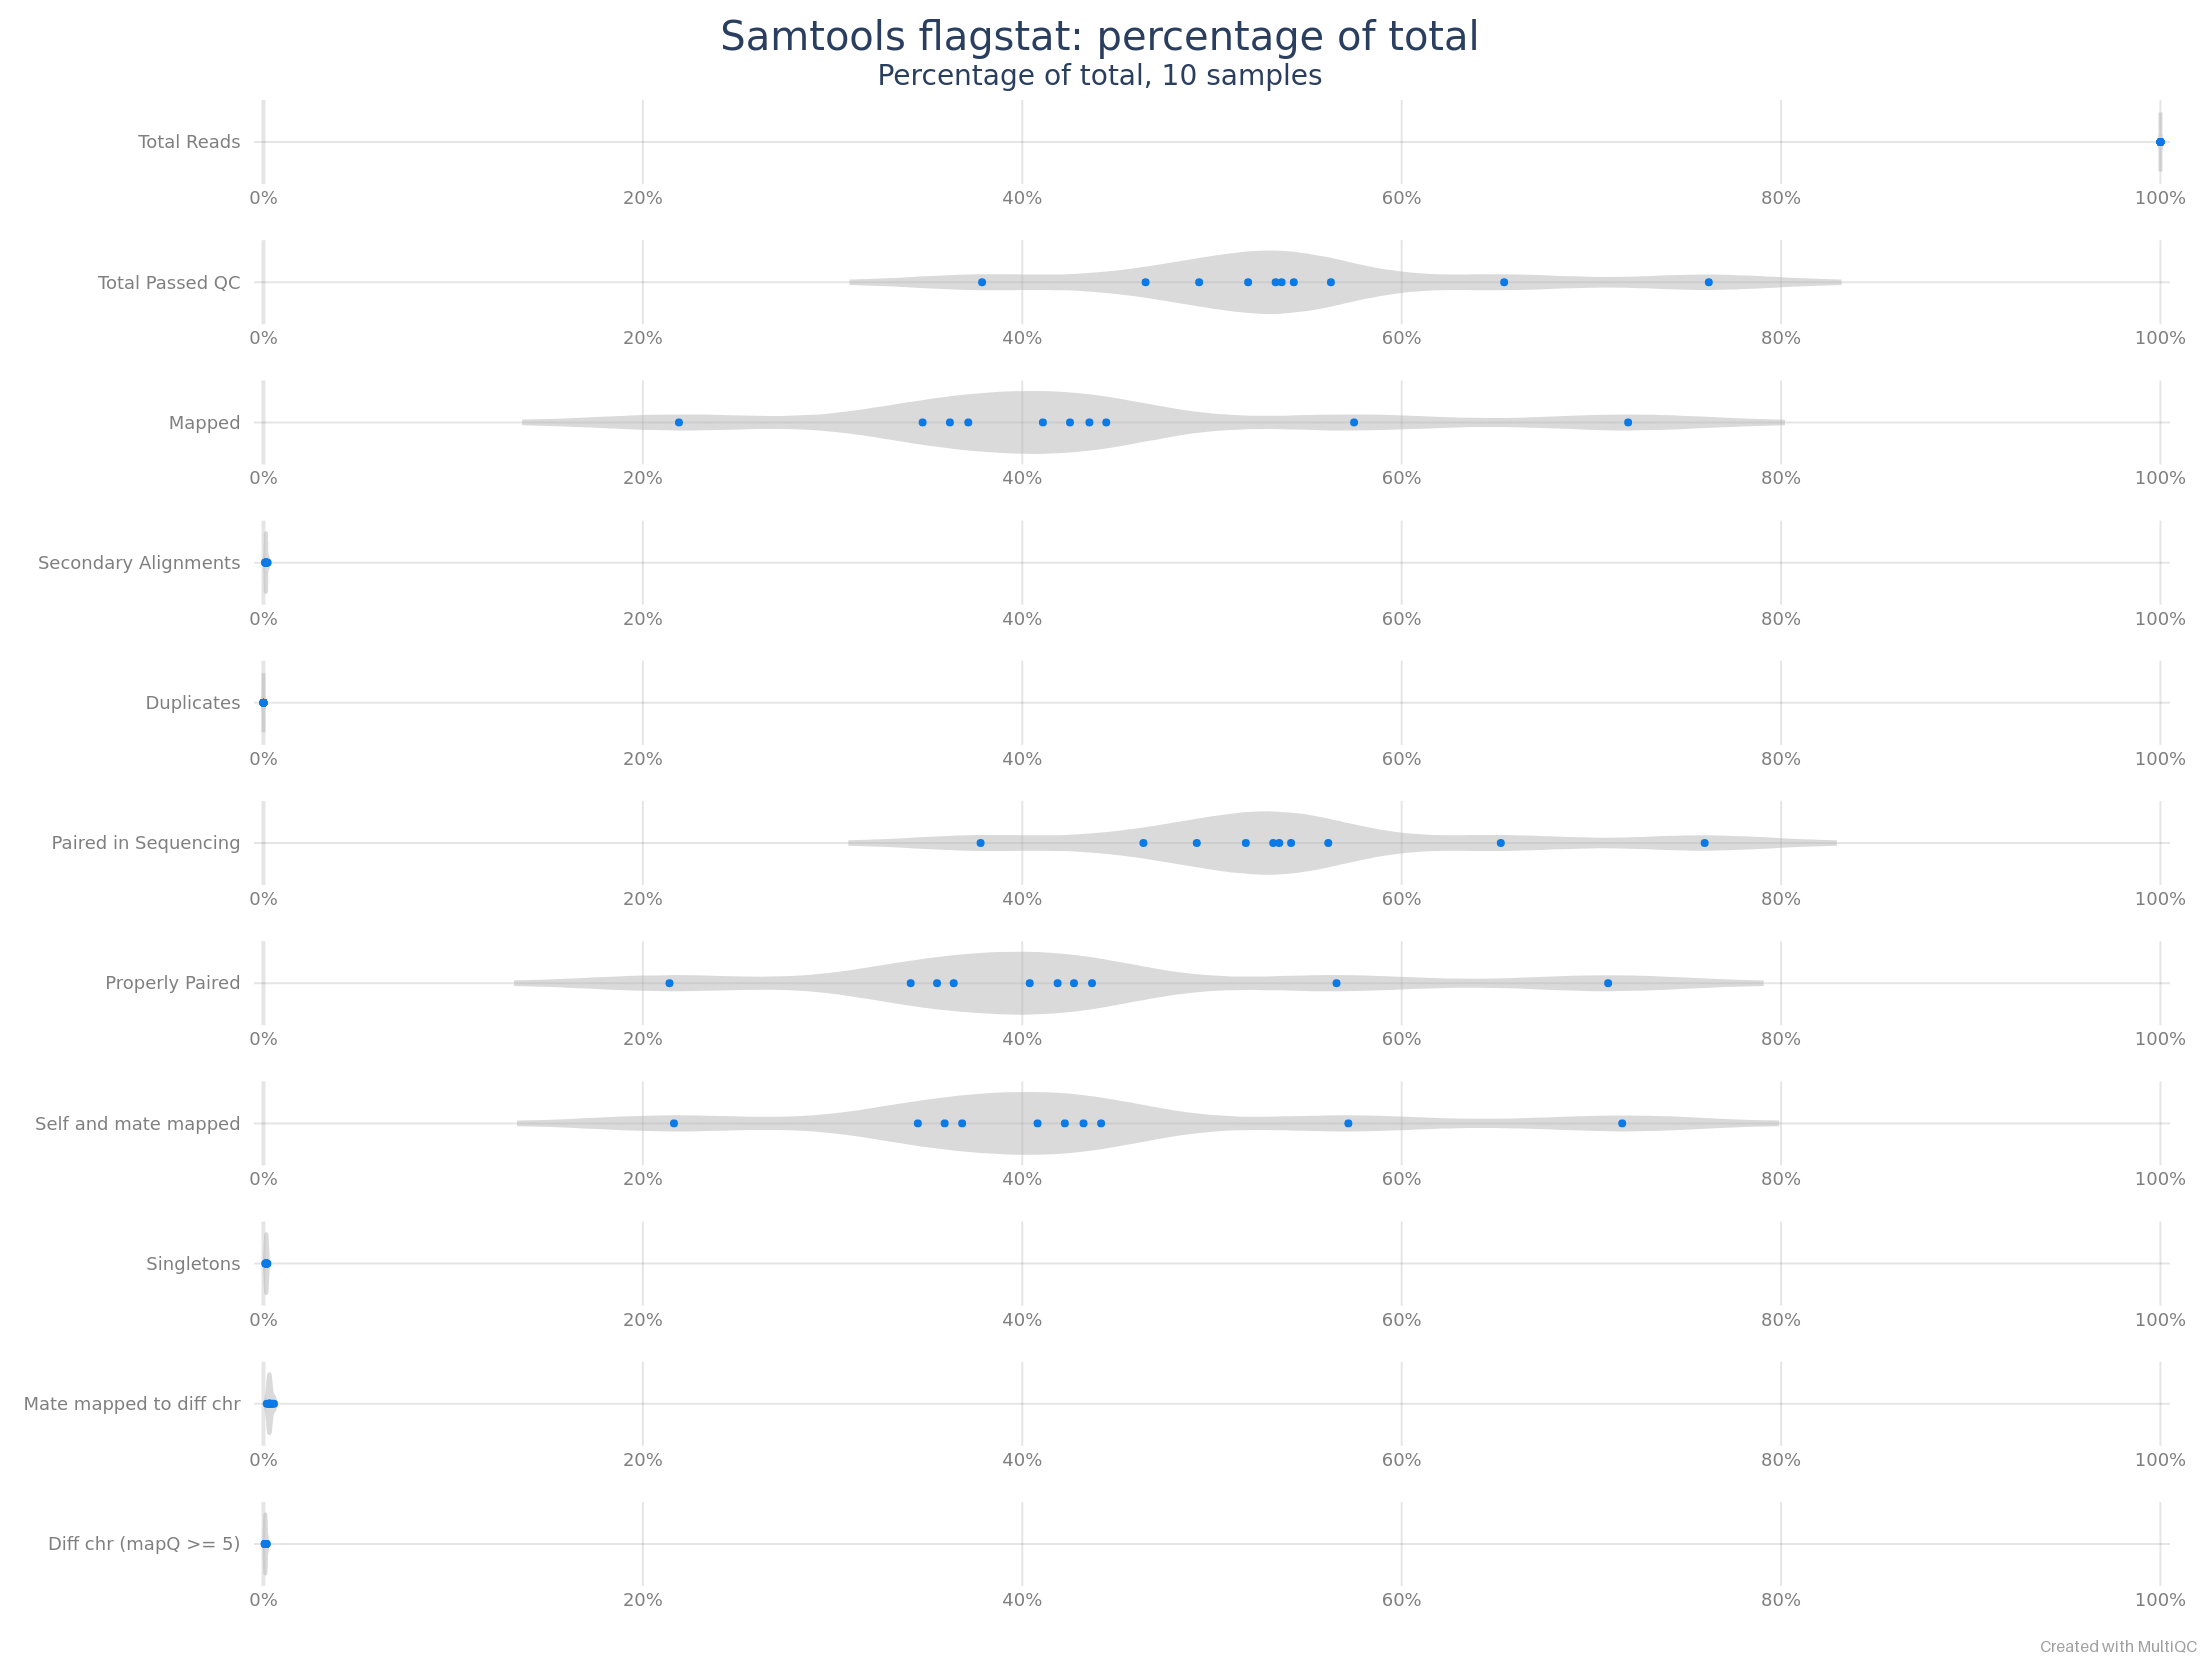 Samtools flagstat: percentage of total
Percentage of total, 10 samples
Total Reads
0% 20% 40% 60% 80% 100%
Total Passed QC
0% 20% 40% 60% 80% 100%
Mapped
0% 20% 40% 60% 80% 100%
Secondary Alignments
0% 20% 40% 60% 80% 100%
Duplicates
0% 20% 40% 60% 80% 100%
Paired in Sequencing
0% 20% 40% 60% 80% 100%
Properly Paired
0% 20% 40% 60% 80% 100%
Self and mate mapped
0% 20% 40% 60% 80% 100%
Singletons
0% 20% 40% 60% 80% 100%
Mate mapped to diff chr
0% 20% 40% 60% 80% 100%
Diff chr (mapQ >= 5)
0% 20% 40% 60% 80% 100%
Created with MultiQC